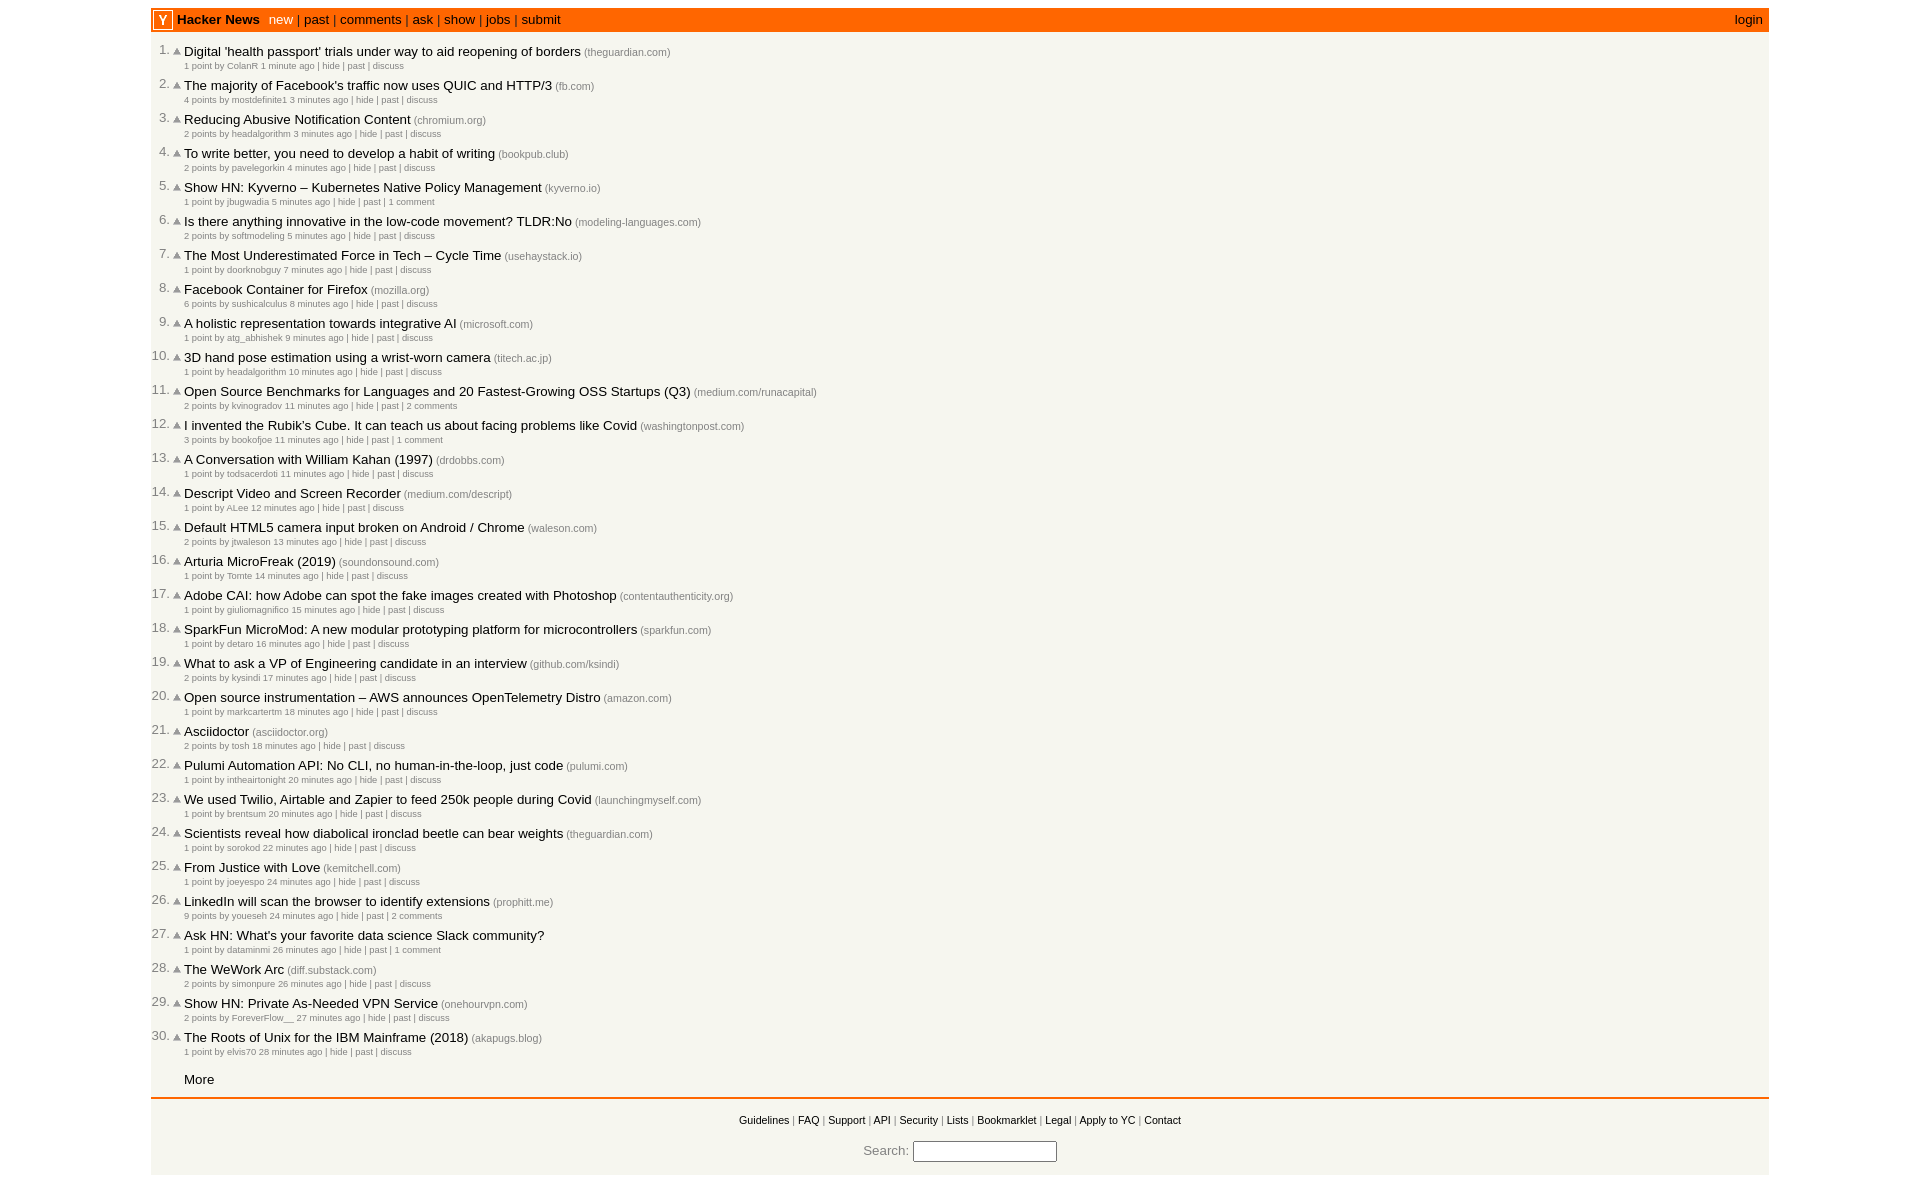 Y Hacker News new | past | comments | ask | show | jobs | submit login
1. Digital 'health passport' trials under way to aid reopening of borders (theguardian.com)
1 point by ColanR 1 minute ago | hide | past | discuss
2. The majority of Facebook's traffic now uses QUIC and HTTP/3 (fb.com)
4 points by mostdefinite1 3 minutes ago | hide | past | discuss
3. Reducing Abusive Notification Content (chromium.org)
2 points by headalgorithm 3 minutes ago | hide | past | discuss
4. To write better, you need to develop a habit of writing (bookpub.club)
2 points by pavelegorkin 4 minutes ago | hide | past | discuss
5. Show HN: Kyverno – Kubernetes Native Policy Management (kyverno.io)
1 point by jbugwadia 5 minutes ago | hide | past | 1 comment
6. Is there anything innovative in the low-code movement? TLDR:No (modeling-languages.com)
2 points by softmodeling 5 minutes ago | hide | past | discuss
7. The Most Underestimated Force in Tech – Cycle Time (usehaystack.io)
1 point by doorknobguy 7 minutes ago | hide | past | discuss
8. Facebook Container for Firefox (mozilla.org)
6 points by sushicalculus 8 minutes ago | hide | past | discuss
9. A holistic representation towards integrative AI (microsoft.com)
1 point by atg_abhishek 9 minutes ago | hide | past | discuss
10. 3D hand pose estimation using a wrist-worn camera (titech.ac.jp)
1 point by headalgorithm 10 minutes ago | hide | past | discuss
11. Open Source Benchmarks for Languages and 20 Fastest-Growing OSS Startups (Q3) (medium.com/runacapital)
2 points by kvinogradov 11 minutes ago | hide | past | 2 comments
12. I invented the Rubik's Cube. It can teach us about facing problems like Covid (washingtonpost.com)
3 points by bookofjoe 11 minutes ago | hide | past | 1 comment
13. A Conversation with William Kahan (1997) (drdobbs.com)
1 point by todsacerdoti 11 minutes ago | hide | past | discuss
14. Descript Video and Screen Recorder (medium.com/descript)
1 point by ALee 12 minutes ago | hide | past | discuss
15. Default HTML5 camera input broken on Android / Chrome (waleson.com)
2 points by jtwaleson 13 minutes ago | hide | past | discuss
16. Arturia MicroFreak (2019) (soundonsound.com)
1 point by Tomte 14 minutes ago | hide | past | discuss
17. Adobe CAI: how Adobe can spot the fake images created with Photoshop (contentauthenticity.org)
1 point by giuliomagnifico 15 minutes ago | hide | past | discuss
18. SparkFun MicroMod: A new modular prototyping platform for microcontrollers (sparkfun.com)
1 point by detaro 16 minutes ago | hide | past | discuss
19. What to ask a VP of Engineering candidate in an interview (github.com/ksindi)
2 points by kysindi 17 minutes ago | hide | past | discuss
20. Open source instrumentation – AWS announces OpenTelemetry Distro (amazon.com)
1 point by markcartertm 18 minutes ago | hide | past | discuss
21. Asciidoctor (asciidoctor.org)
2 points by tosh 18 minutes ago | hide | past | discuss
22. Pulumi Automation API: No CLI, no human-in-the-loop, just code (pulumi.com)
1 point by intheairtonight 20 minutes ago | hide | past | discuss
23. We used Twilio, Airtable and Zapier to feed 250k people during Covid (launchingmyself.com)
1 point by brentsum 20 minutes ago | hide | past | discuss
24. Scientists reveal how diabolical ironclad beetle can bear weights (theguardian.com)
1 point by sorokod 22 minutes ago | hide | past | discuss
25. From Justice with Love (kemitchell.com)
1 point by joeyespo 24 minutes ago | hide | past | discuss
26. LinkedIn will scan the browser to identify extensions (prophitt.me)
9 points by youeseh 24 minutes ago | hide | past | 2 comments
27. Ask HN: What's your favorite data science Slack community?
1 point by dataminmi 26 minutes ago | hide | past | 1 comment
28. The WeWork Arc (diff.substack.com)
2 points by simonpure 26 minutes ago | hide | past | discuss
29. Show HN: Private As-Needed VPN Service (onehourvpn.com)
2 points by ForeverFlow__ 27 minutes ago | hide | past | discuss
30. The Roots of Unix for the IBM Mainframe (2018) (akapugs.blog)
1 point by elvis70 28 minutes ago | hide | past | discuss
More
Guidelines | FAQ | Support | API | Security | Lists | Bookmarklet | Legal | Apply to YC | Contact
Search: